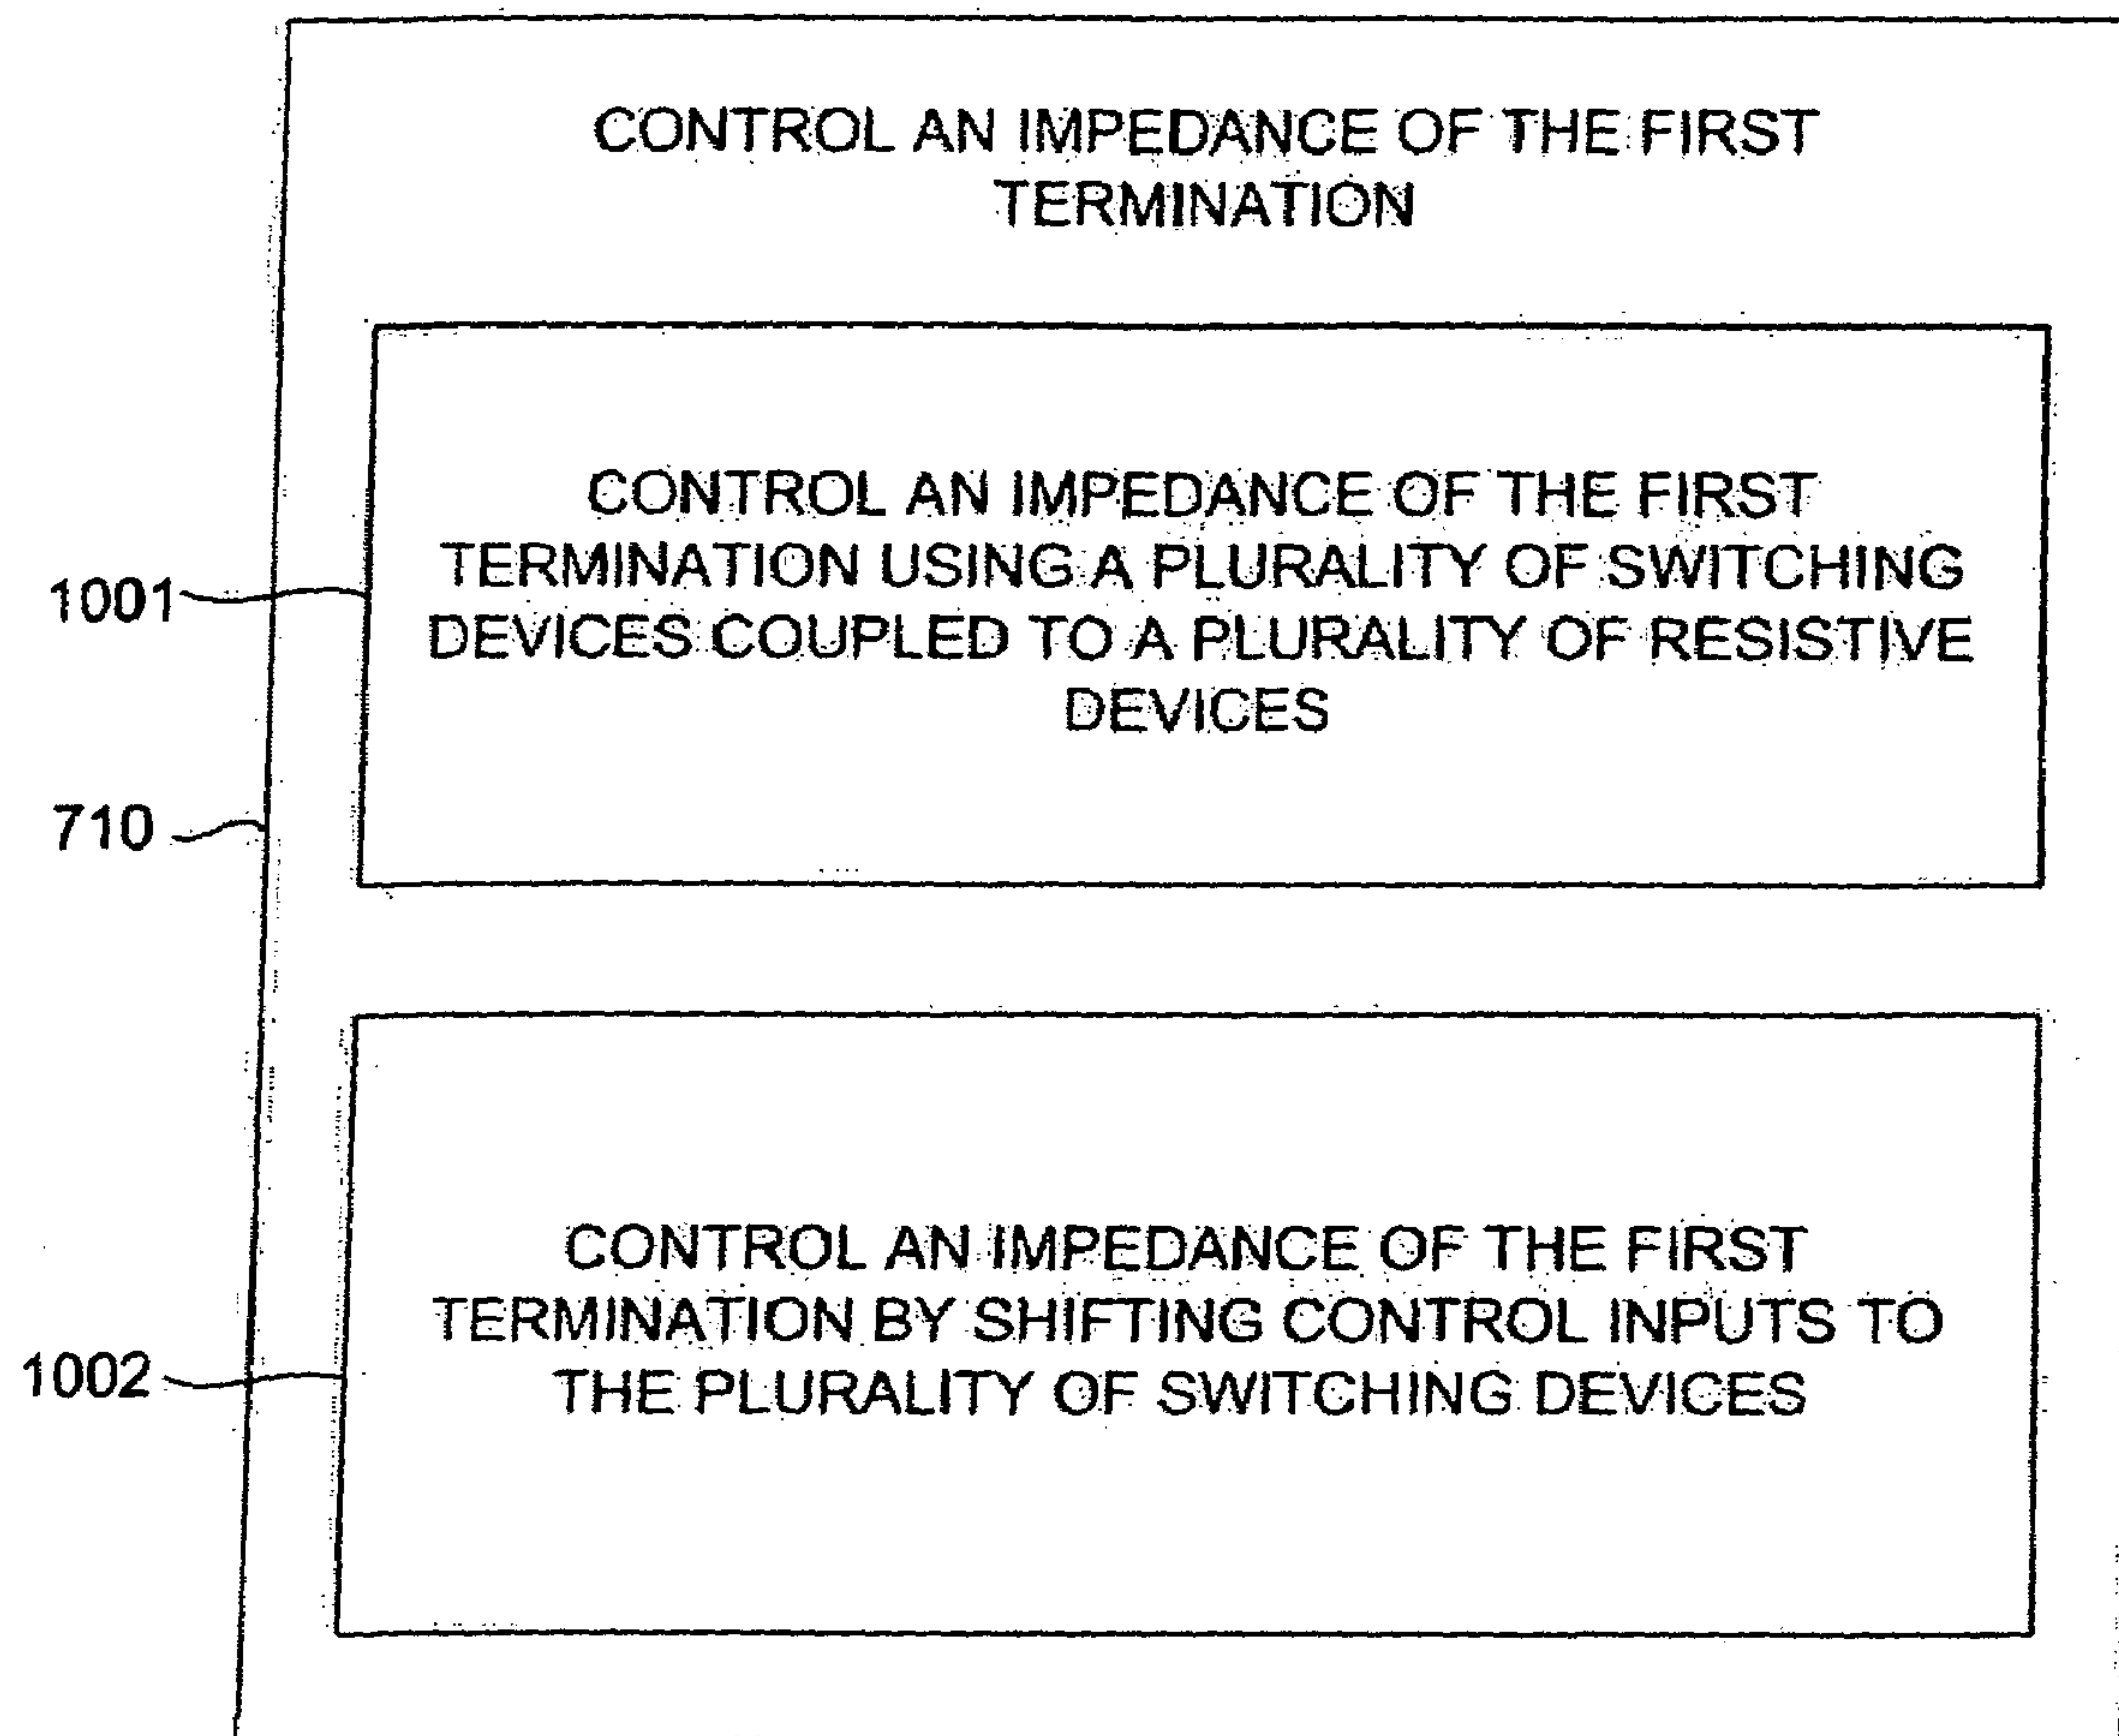 CONTROL AN IMPEDANCE OF THE FIRST
TERMINATION
CONTROL AN IMPEDANCE OF THE FIRST
TERMINATION USING A PLURALITY OF SWITCHING
DEVICES COUPLED TO A PLURALITY OF RESISTIVE
DEVICES
1001
710
CONTROL AN IMPEDANCE OF THE FIRST
TERMINATION BY SHIFTING CONTROL INPUTS TO
THE PLURALITY OF SWITCHING DEVICES
1002